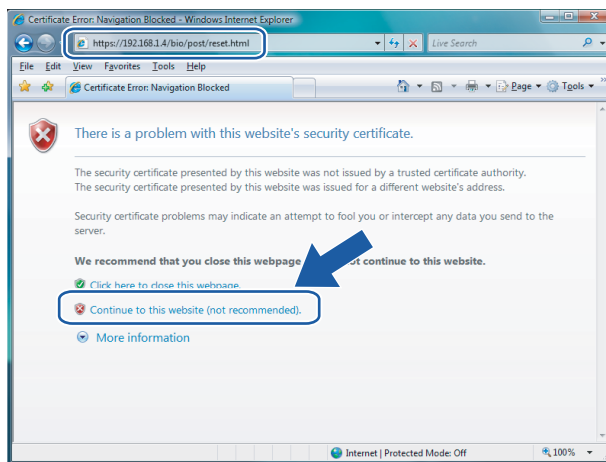 Certificate Error: Navigation Blocked - Windows Internet Explorer
https://192.168.1.4/bio/post/reset.html
Live Search
File Edit View Favorites Tools Help
Certificate Error: Navigation Blocked
Page Tools
There is a problem with this website's security certificate.
The security certificate presented by this website was not issued by a trusted certificate authority.
The security certificate presented by this website was issued for a different website's address.
Security certificate problems may indicate an attempt to fool you or intercept any data you send to the
server.
We recommend that you close this webpage ot continue to this website.
Click here to close this webpage.
Continue to this website (not recommended).
More information
Internet | Protected Mode: Off 100%